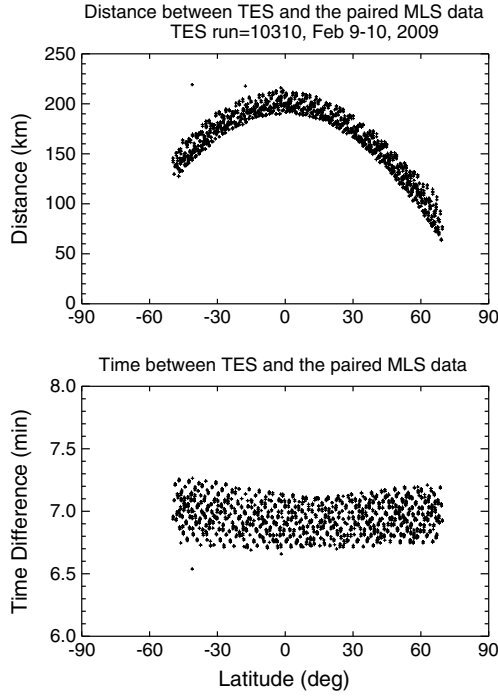 Distance between TES and the paired MLS data
TES run=10310, Feb 9-10, 2009
250
200
150
100
50
0
Distance (km)
-90 -60 -30 0 30 60 90
Time between TES and the paired MLS data
8.0
7.5
7.0
6.5
6.0
Time Difference (min)
-90 -60 -30 0 30 60 90
Latitude (deg)